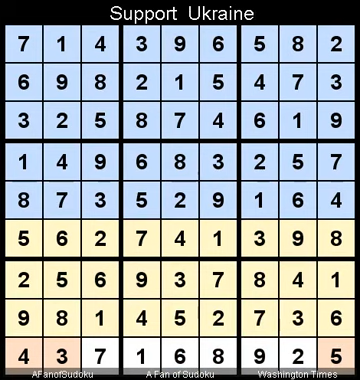 Support Ukraine
7 1 4 3 9 6 5 8 2
6 9 8 2 1 5 4 7 3
3 2 5 8 7 4 6 1 9
1 4 9 6 8 3 2 5 7
8 7 3 5 2 9 1 6 4
5 6 2 7 4 1 3 9 8
2 5 6 9 3 7 8 4 1
9 8 1 4 5 2 7 3 6
4 3 7 1 6 8 9 2 5
AFanofSudoku A Fan of Sudoku Washington Times